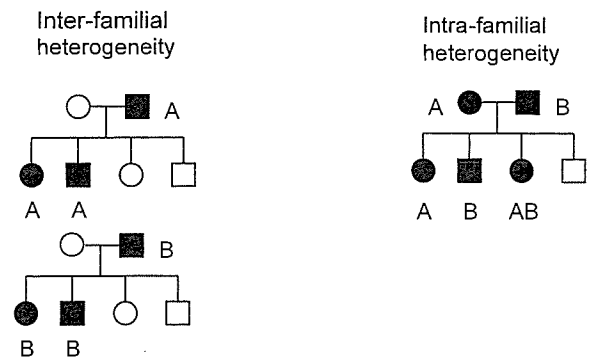 Inter-familial
heterogeneity
A
A A
B
B B
Intra-familial
heterogeneity
A B
A B AB